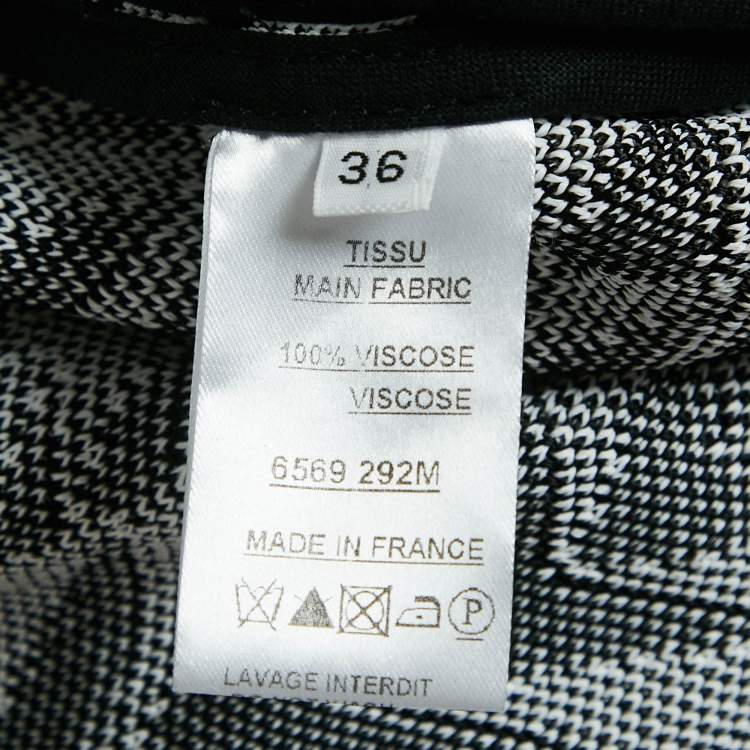 36
TISSU
MAIN FABRIC
100% VISCOSE
VISCOSE
6569 292M
MADE IN FRANCE
P
LAVAGE INTERDIT